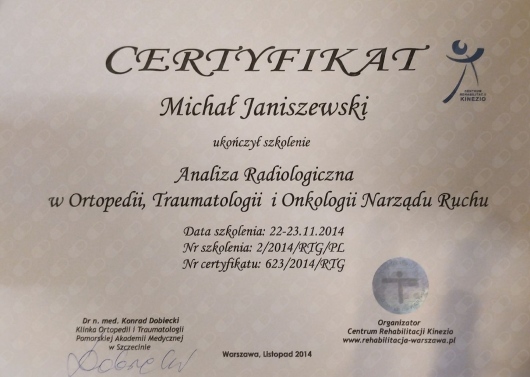 CERTYFIKAT
CENTRUM
REHABILITACJI
KINEZIO
Michał Janiszewski
ukończył szkolenie
Analiza Radiologiczna
w Ortopedii, Traumatologii i Onkologii Narządu Ruchu
Data szkolenia: 22-23.11.2014
Nr szkolenia: 2/2014/RTG/PL
Nr certyfikatu: 623/2014/RTG
Dr n. med. Konrad Dobiecki
Klinka Ortopedii i Traumatologii
Pomorskiej Akademii Medycznej
w Szczecinie
Organizator
Centrum Rehabilitacji Kinezio
www.rehabilitacja-warszawa.pl
Warszawa, Listopad 2014